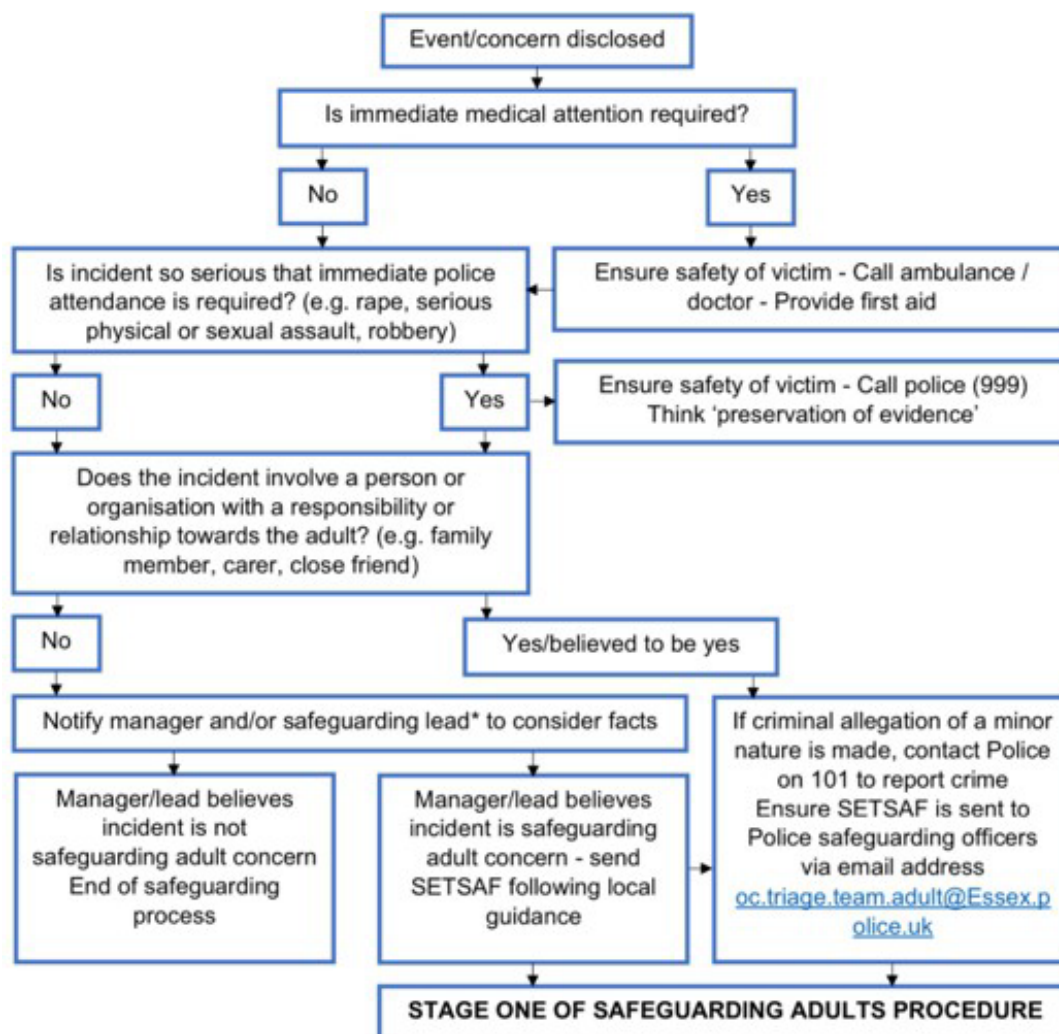 Event/concern disclosed
Is immediate medical attention required?
No
Yes
Is incident so serious that immediate police
attendance is required? (e.g. rape, serious
physical or sexual assault, robbery)
Ensure safety of victim - Call ambulance /
doctor - Provide first aid
No
Yes
Ensure safety of victim - Call police (999)
Think ‘preservation of evidence’
Does the incident involve a person or
organisation with a responsibility or
relationship towards the adult? (e.g. family
member, carer, close friend)
No
Yes/believed to be yes
Notify manager and/or safeguarding lead* to consider facts
If criminal allegation of a minor
nature is made, contact Police
on 101 to report crime
Ensure SETSAF is sent to
Police safeguarding officers
via email address
oc.triage.team.adult@Essex.p
olice.uk
Manager/lead believes
incident is not
safeguarding adult concern
End of safeguarding
process
Manager/lead believes
incident is safeguarding
adult concern - send
SETSAF following local
guidance
STAGE ONE OF SAFEGUARDING ADULTS PROCEDURE